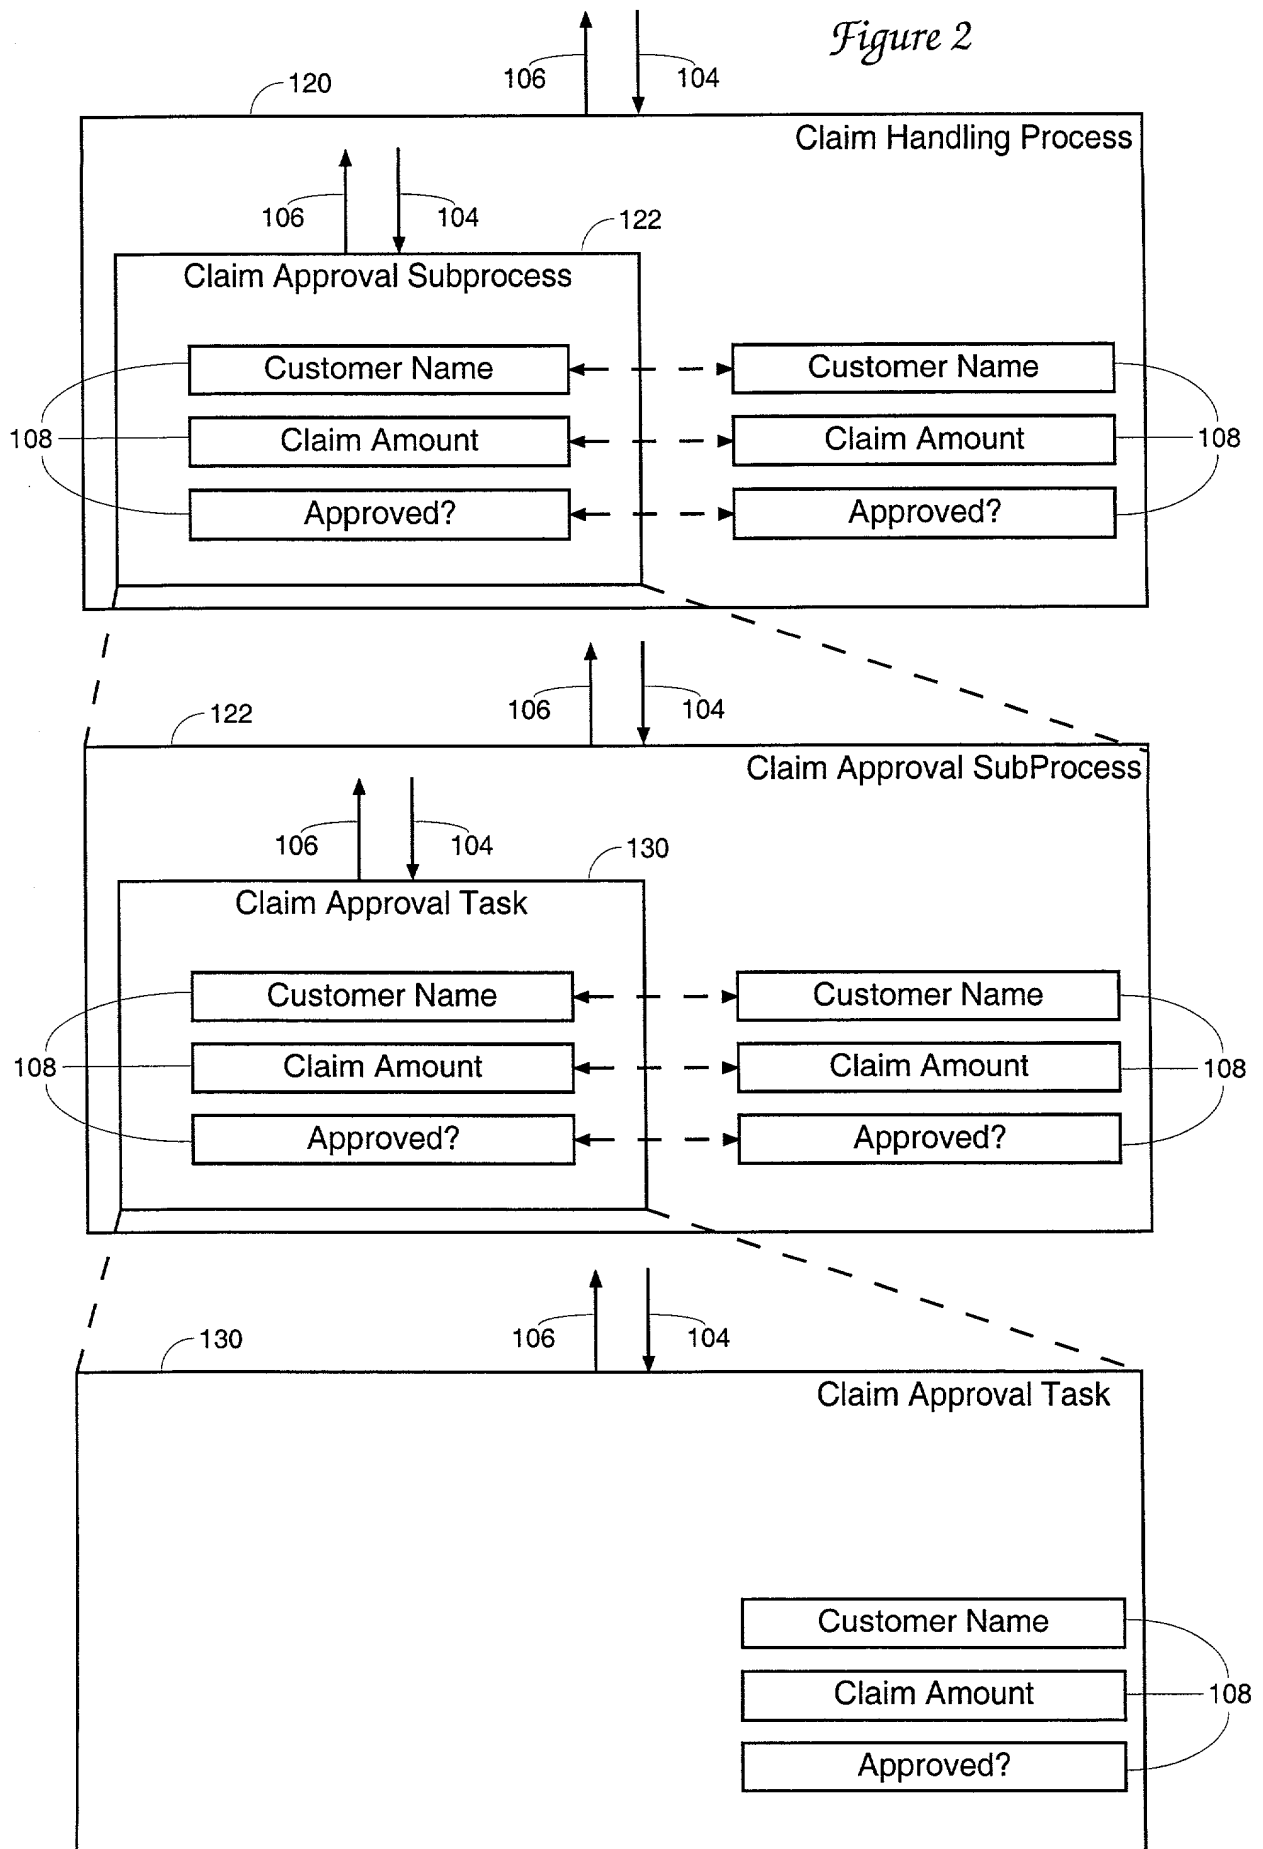 Figure 2
106 104
120
Claim Handling Process
106 104
122
Claim Approval Subprocess
Customer Name Customer Name
108 Claim Amount Claim Amount 108
Approved? Approved?
106 104
122
Claim Approval SubProcess
106 104
130
Claim Approval Task
Customer Name Customer Name
108 Claim Amount Claim Amount 108
Approved? Approved?
106 104
130
Claim Approval Task
Customer Name
Claim Amount 108
Approved?